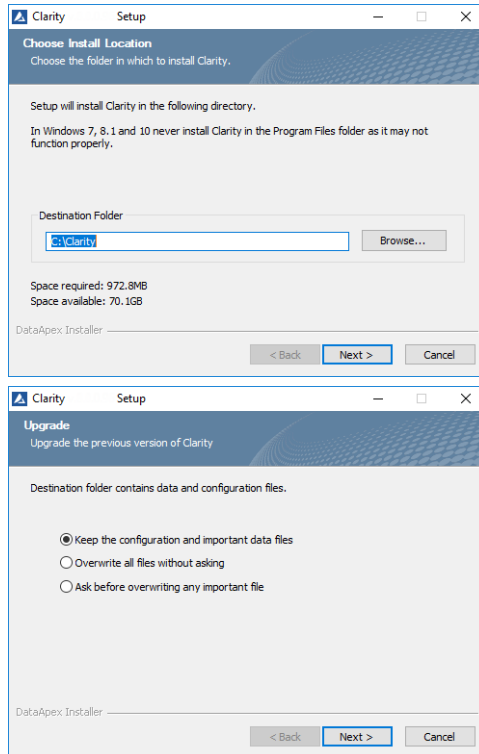 Clarity Setup
Choose Install Location
Choose the folder in which to install Clarity.
Setup will install Clarity in the following directory.
In Windows 7, 8.1 and 10 never install Clarity in the Program Files folder as it may not
function properly.
Destination Folder
C:\Clarity
Browse...
Space required: 972.8MB
Space available: 70.1GB
DataApex Installer
< Back Next > Cancel
Clarity Setup
Upgrade
Upgrade the previous version of Clarity
Destination folder contains data and configuration files.
Keep the configuration and important data files
Overwrite all files without asking
Ask before overwriting any important file
DataApex Installer
< Back Next > Cancel